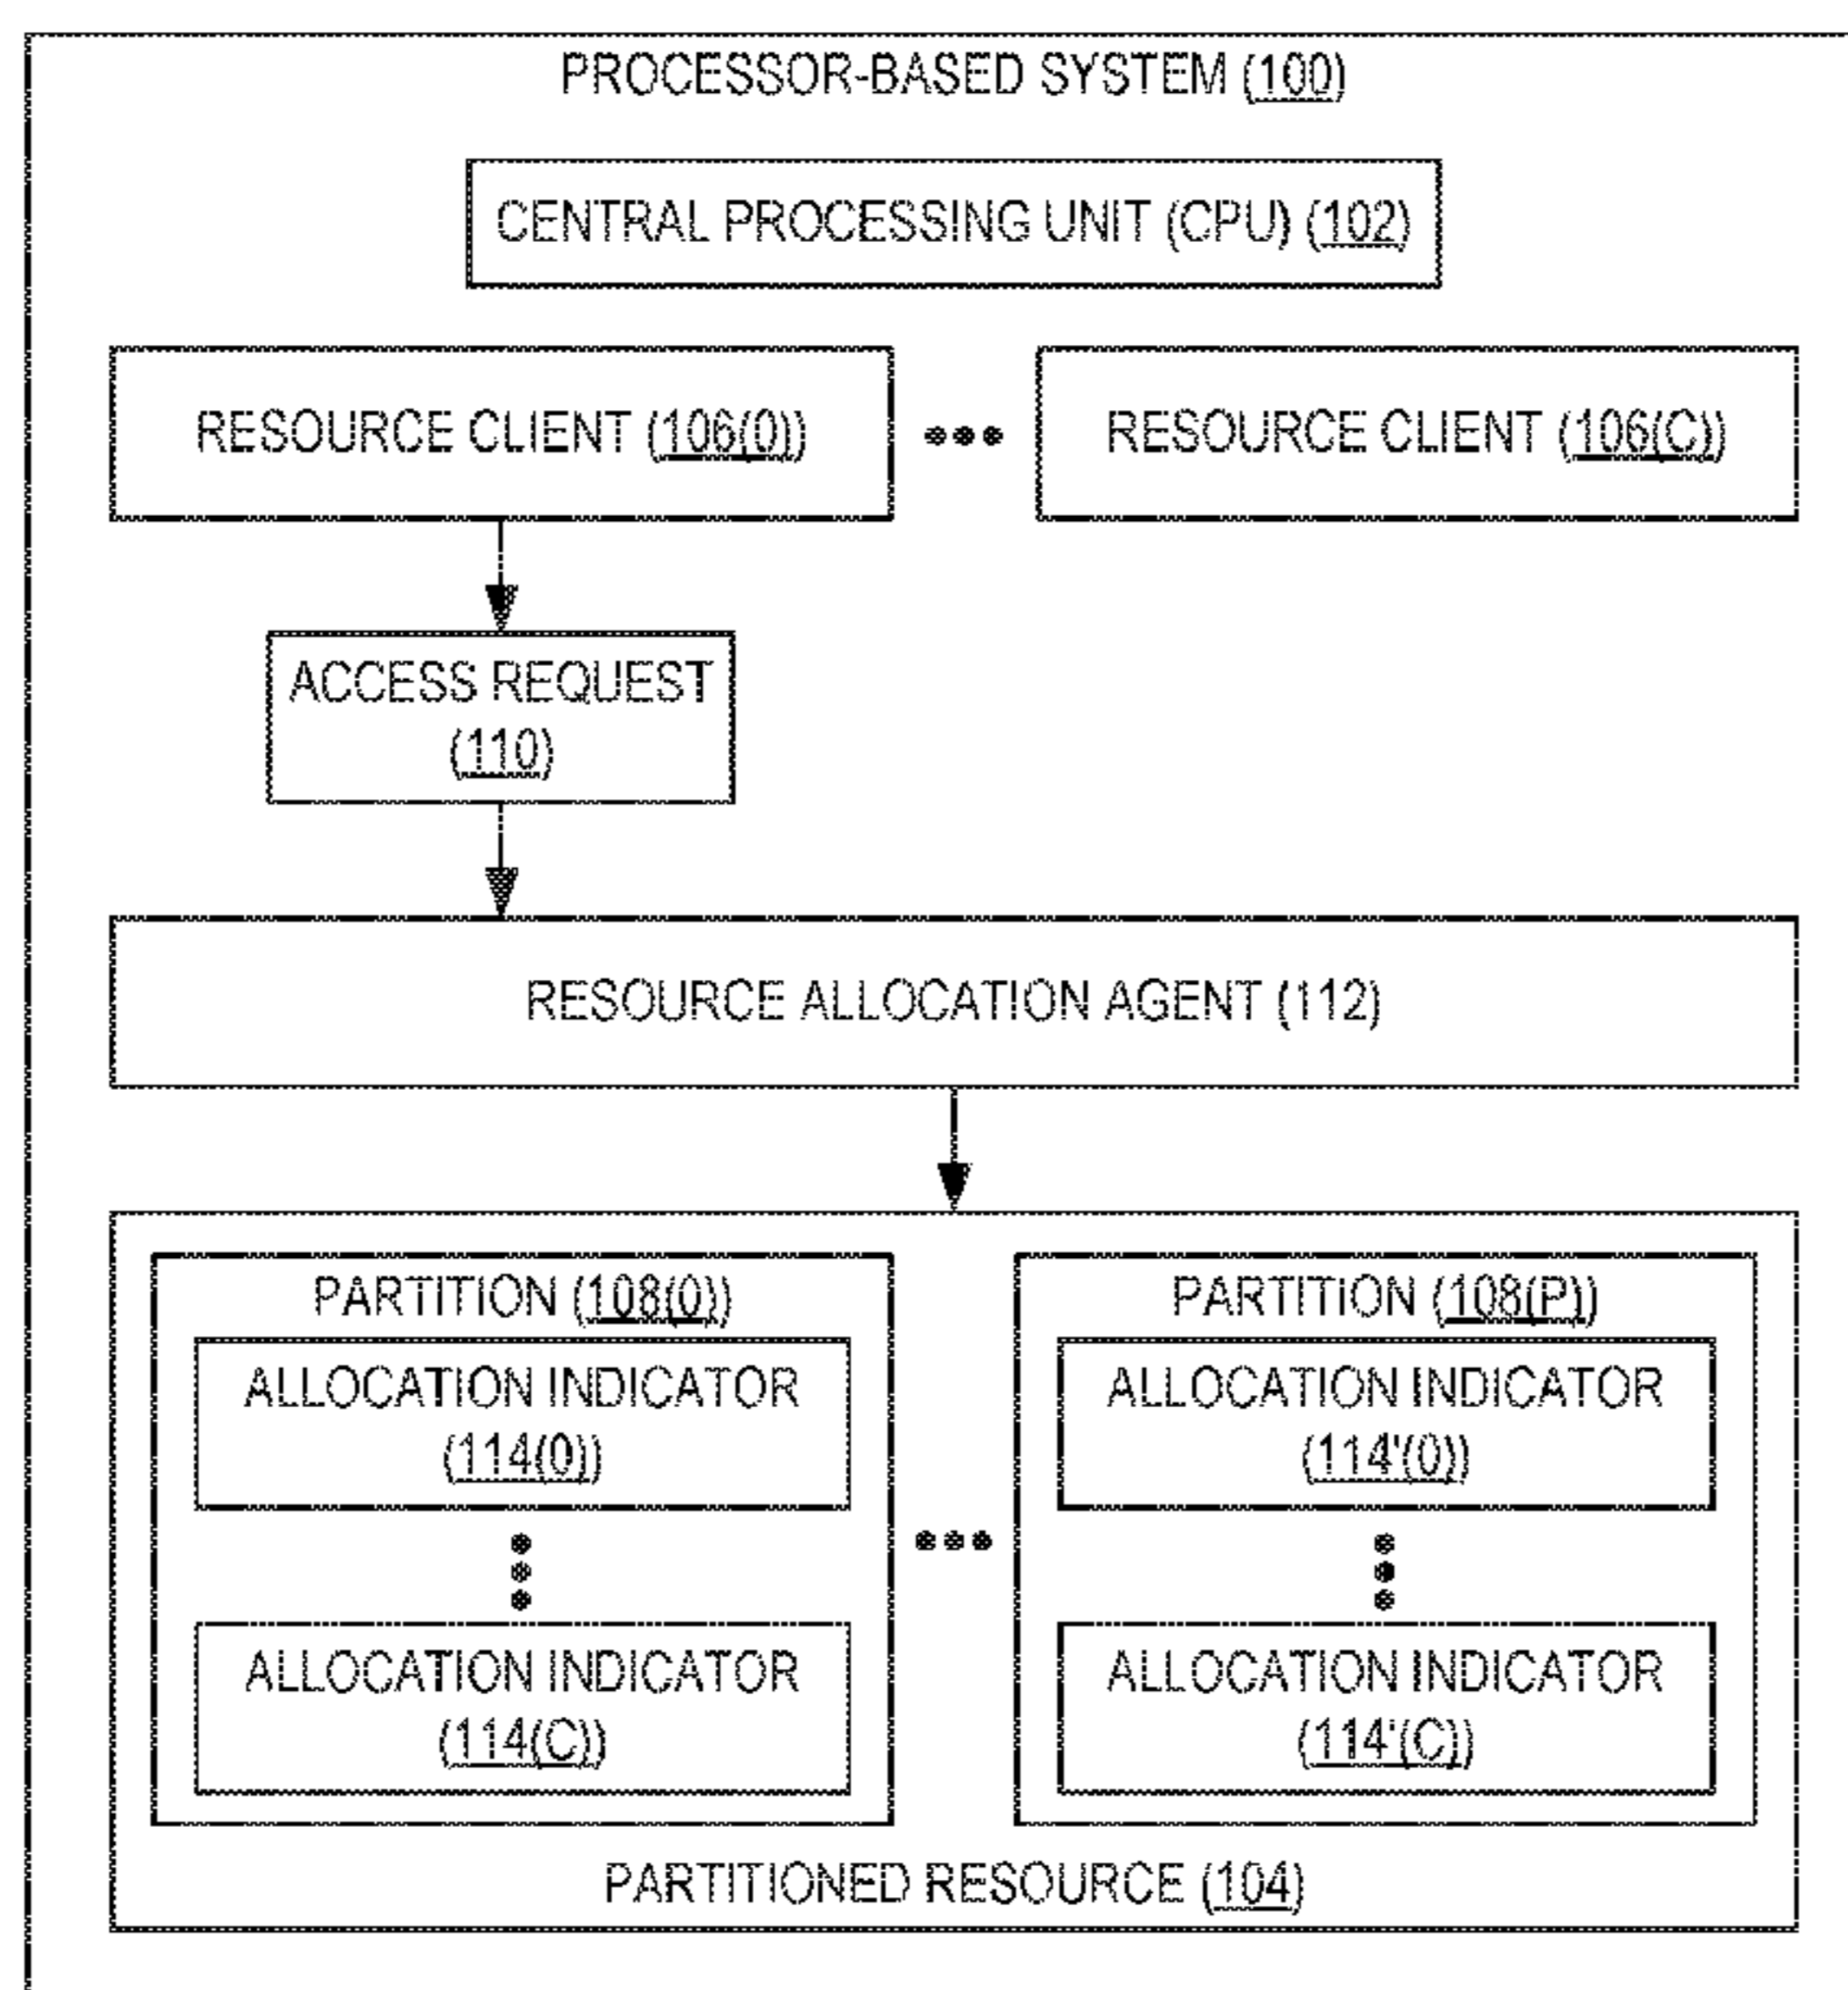 PROCESSOR-BASED SYSTEM (100)
CENTRAL PROCESSING UNIT (CPU) (102)
RESOURCE CLIENT (106(0))
RESOURCE CLIENT (106(C))
ACCESS REQUEST
(110)
RESOURCE ALLOCATION AGENT (112)
PARTITION (108(0))
ALLOCATION INDICATOR
(114(0))
ALLOCATION INDICATOR
(114(C))
PARTITION (108(P))
ALLOCATION INDICATOR
(114'(0))
ALLOCATION INDICATOR
(114'(C))
PARTITIONED RESOURCE (104)